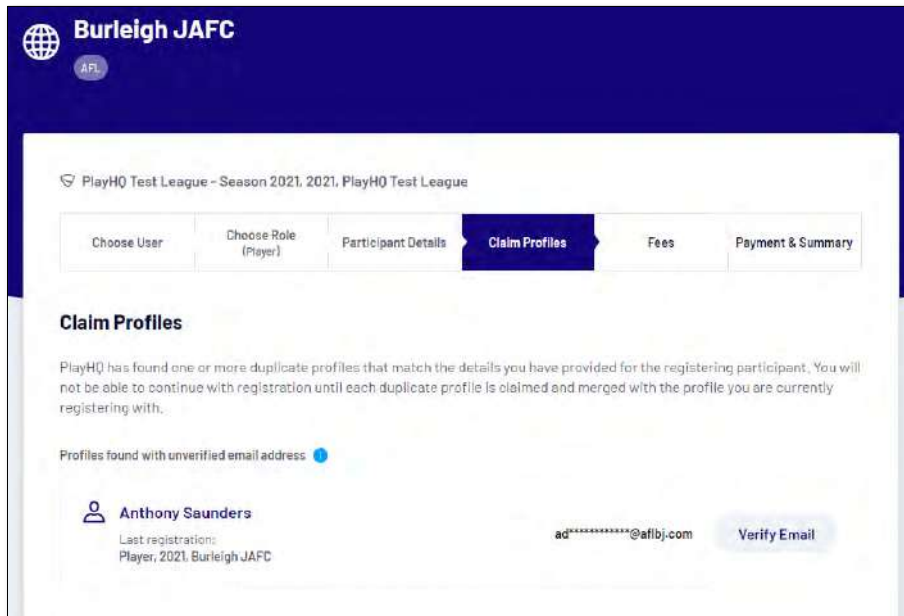 Burleigh JAFC
AFL
PlayHQ Test League - Season 2021, 2021, PlayHQ Test League
Choose User
Choose Role
(Player)
Participant Details
Claim Profiles
Fees
Payment & Summary
Claim Profiles
PlayHQ has found one or more duplicate profiles that match the details you have provided for the registering participant. You will
not be able to continue with registration until each duplicate profile is claimed and merged with the profile you are currently
registering with.
Profiles found with unverified email address
Anthony Saunders
Last registration:
Player, 2021, Burleigh JAFC
ad************@aflbj.com
Verify Email